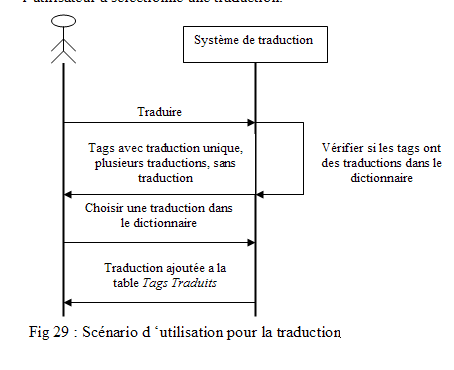 l'utilisateur a sélectionné une traduction.
Système de traduction
Traduire
Tags avec traduction unique,
plusieurs traductions, sans
traduction
Vérifier si les tags ont
des traductions dans le
dictionnaire
Choisir une traduction dans
le dictionnaire
Traduction ajoutée a la
table Tags Traduits
Fig 29 : Scénario d ‘utilisation pour la traduction